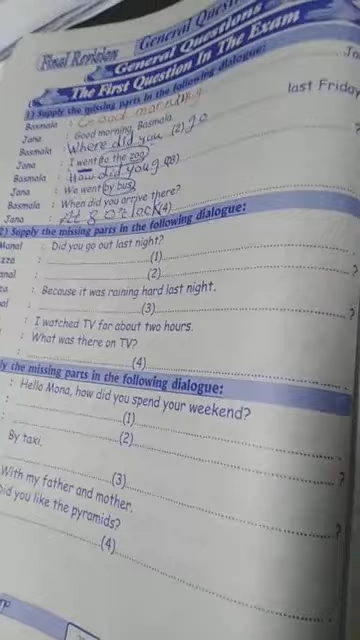 Final Revision General
General Questions
The First Question In The Exam
1) Supply the missing parts in the following dialogue:
Basmala : Good morning (1)
Jana : Good morning, Basmala.
Basmala : Where did you (2) go last Friday
Jana : I went to the zoo
Basmala : How did you go (3) ?
Jana : We went by bus
Basmala : When did you arrive there?
Jana : At 8 (4)
2) Supply the missing parts in the following dialogue:
Manal : Did you go out last night?
: (1) .
: (2) ?
: Because it was raining hard last night.
: (3) ?
: I watched TV for about two hours.
: What was there on TV?
: (4) .
the missing parts in the following dialogue:
: Hello Mona, how did you spend your weekend?
: (1) .
: (2) ?
By taxi.
(3) ?
With my father and mother.
Did you like the pyramids?
(4) .